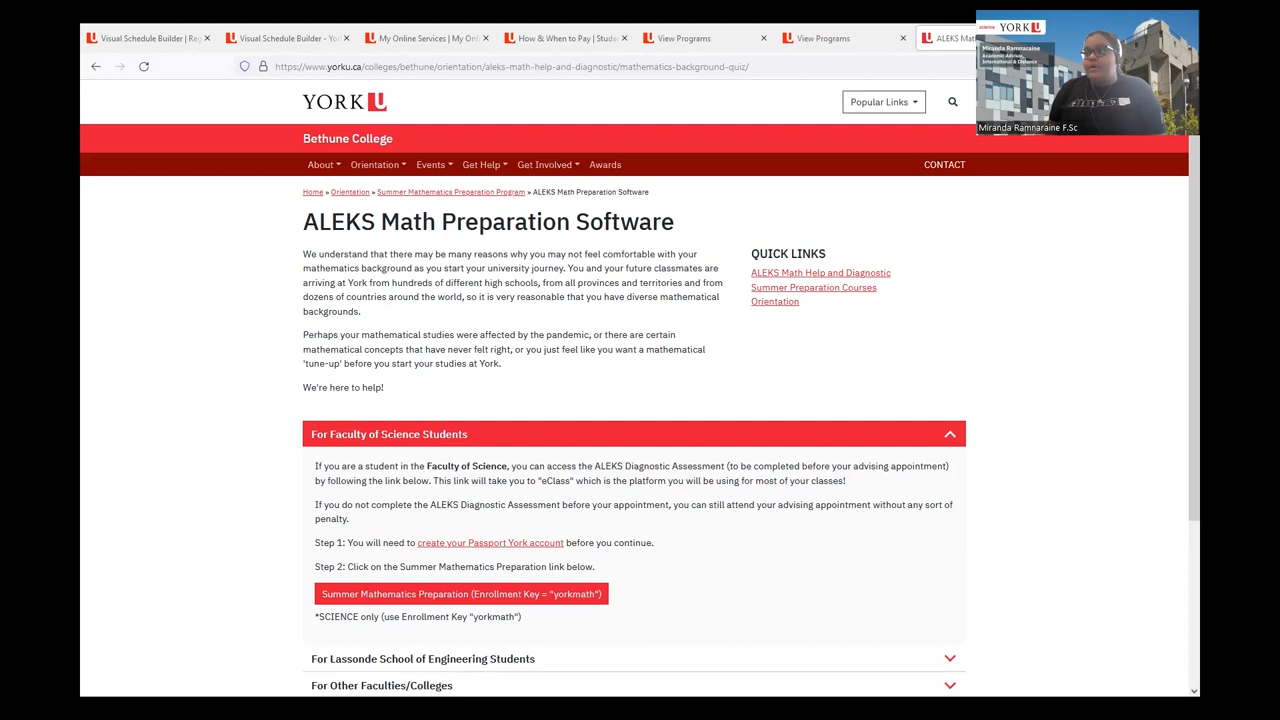 Visual Schedule Builder | Reg
Visual Schedule Builder - Yor
My Online Services | My Onl
How & When to Pay | Studen
View Programs
View Programs
ALEKS Mat
www.yorku.ca/colleges/bethune/orientation/aleks-math-help-and-diagnostic/mathematics-background-quiz/
science YORK U
Miranda Ramnaraine
Academic Advisor,
International & Distance
Miranda Ramnaraine F.Sc
YORK U
Popular Links
Bethune College
About Orientation Events Get Help Get Involved Awards CONTACT
Home » Orientation » Summer Mathematics Preparation Program » ALEKS Math Preparation Software
ALEKS Math Preparation Software
We understand that there may be many reasons why you may not feel comfortable with your
mathematics background as you start your university journey. You and your future classmates are
arriving at York from hundreds of different high schools, from all provinces and territories and from
dozens of countries around the world, so it is very reasonable that you have diverse mathematical
backgrounds.
Perhaps your mathematical studies were affected by the pandemic, or there are certain
mathematical concepts that have never felt right, or you just feel like you want a mathematical
'tune-up' before you start your studies at York.
We're here to help!
QUICK LINKS
ALEKS Math Help and Diagnostic
Summer Preparation Courses
Orientation
For Faculty of Science Students
If you are a student in the Faculty of Science, you can access the ALEKS Diagnostic Assessment (to be completed before your advising appointment)
by following the link below. This link will take you to "eClass" which is the platform you will be using for most of your classes!
If you do not complete the ALEKS Diagnostic Assessment before your appointment, you can still attend your advising appointment without any sort of
penalty.
Step 1: You will need to create your Passport York account before you continue.
Step 2: Click on the Summer Mathematics Preparation link below.
Summer Mathematics Preparation (Enrollment Key = "yorkmath")
*SCIENCE only (use Enrollment Key "yorkmath")
For Lassonde School of Engineering Students
For Other Faculties/Colleges